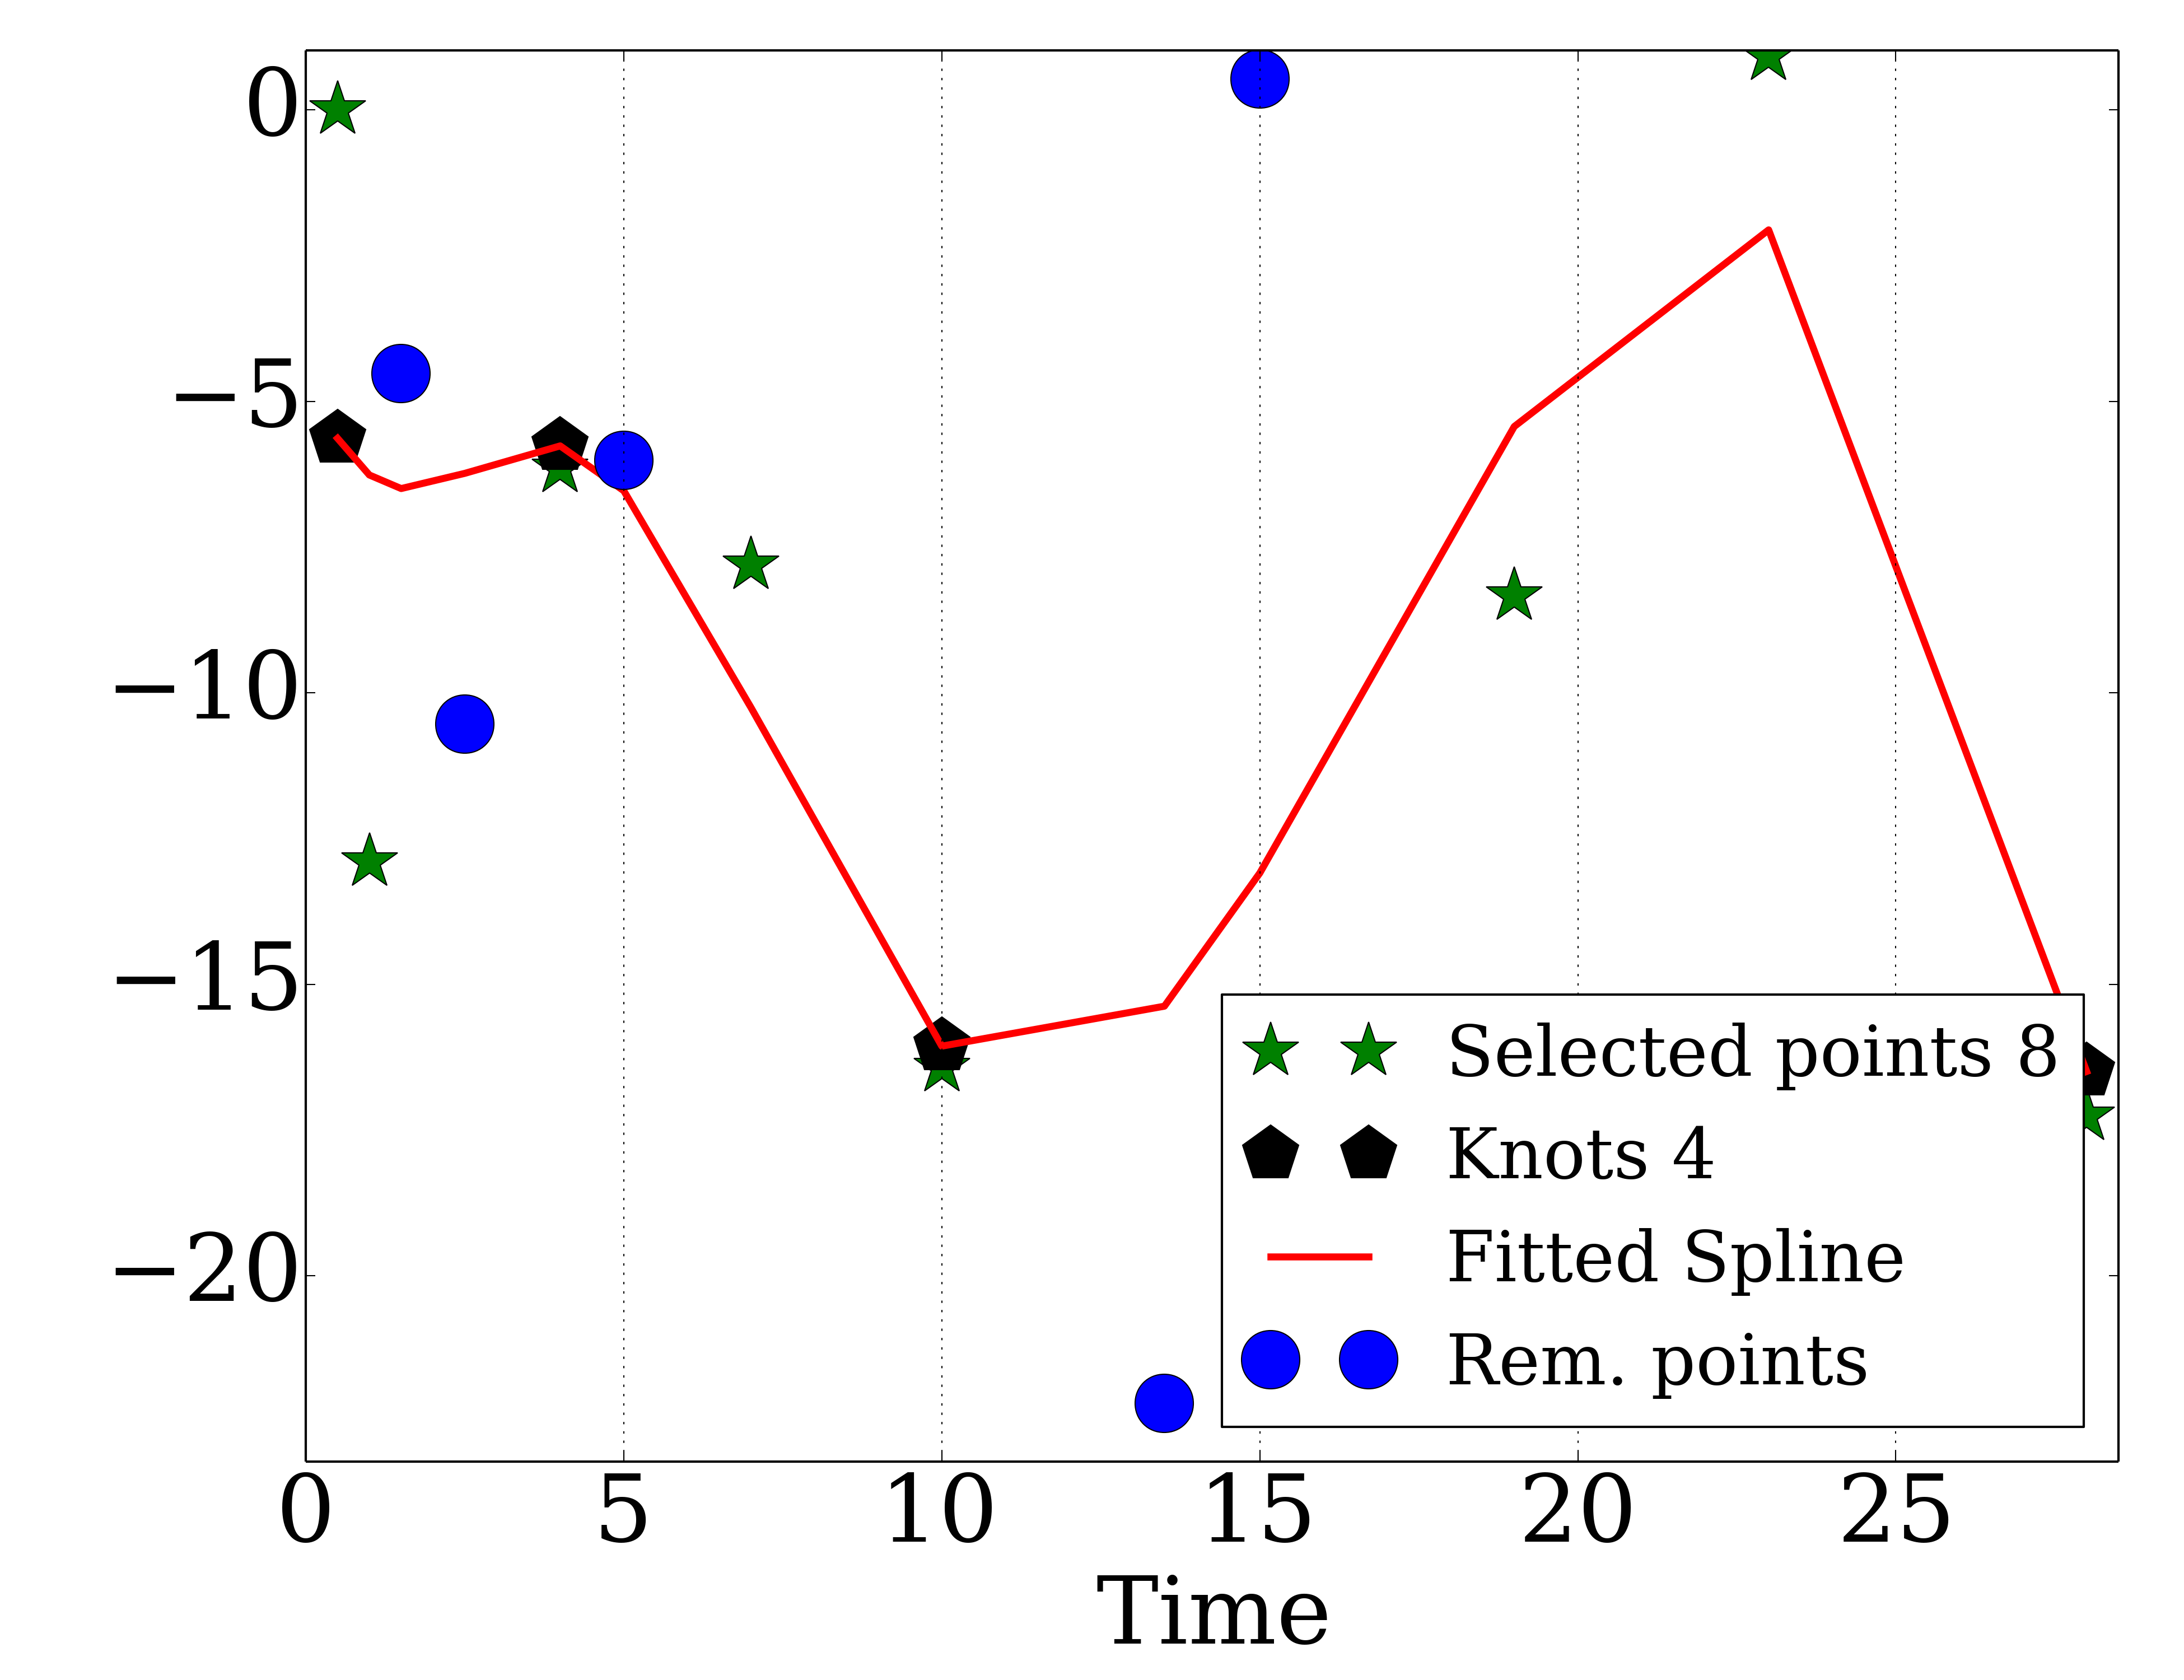 0
−5
−10
−15
−20
Selected points 8
Knots 4
Fitted Spline
Rem. points
0 5 10 15 20 25
Time